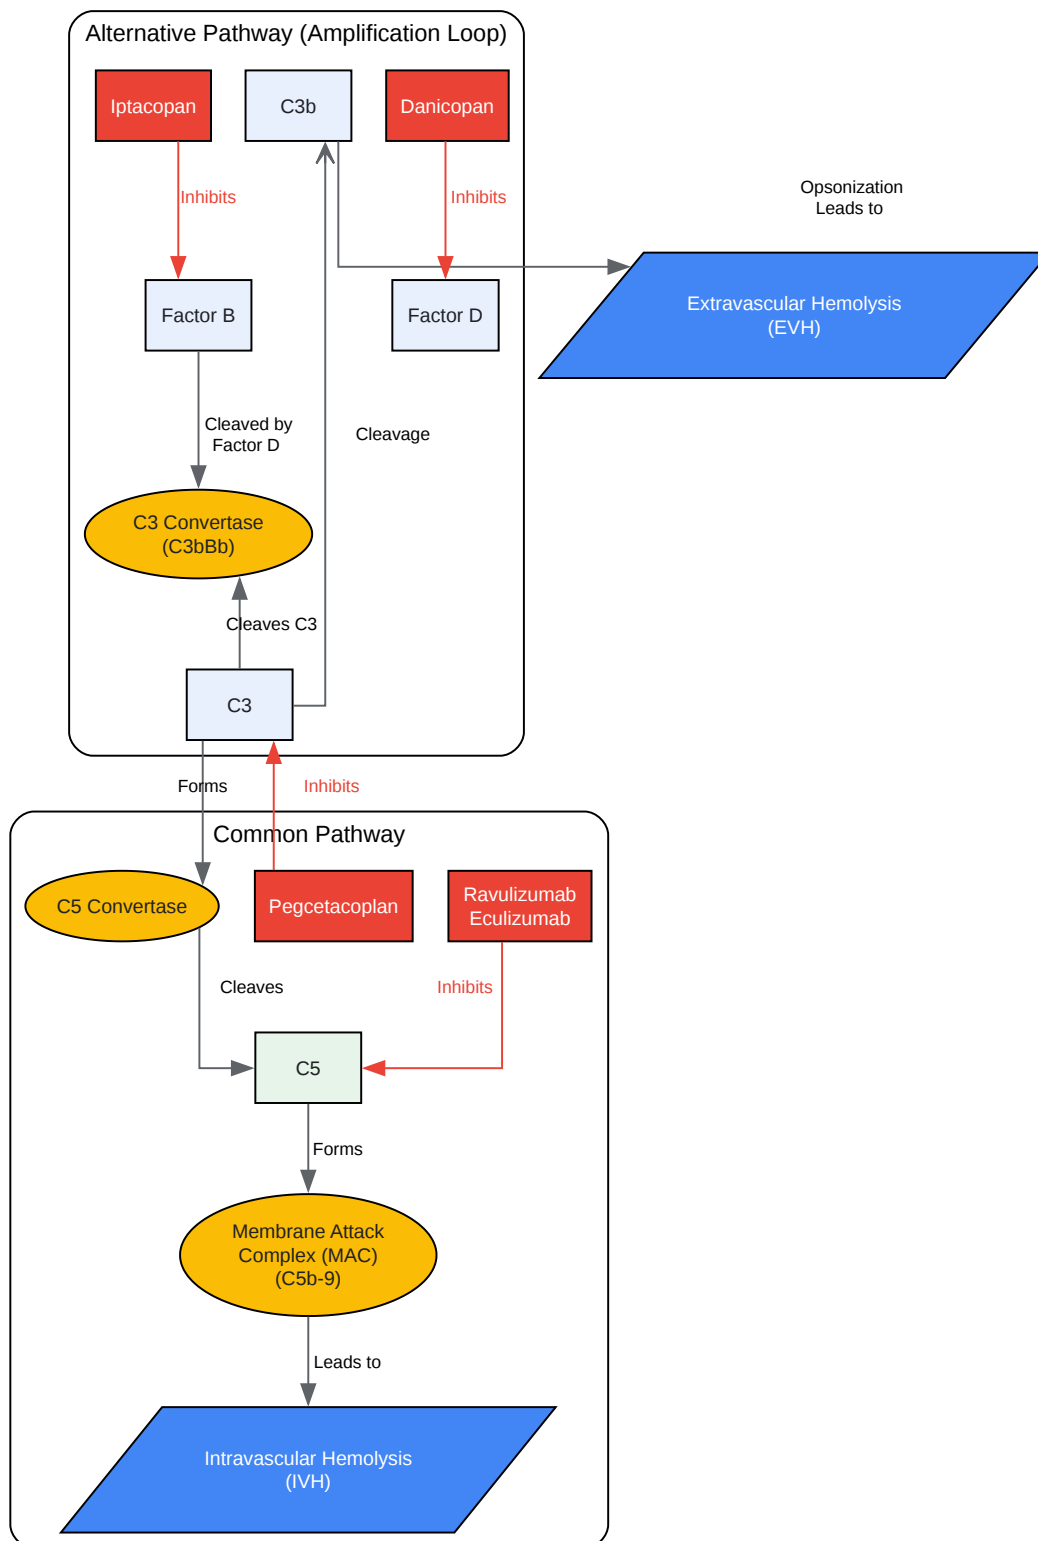 Alternative Pathway (Amplification Loop)
Iptacopan
C3b
Danicopan
Inhibits
Inhibits
Opsonization
Leads to
Factor B
Factor D
Extravascular Hemolysis
(EVH)
Cleaved by
Factor D
Cleavage
C3 Convertase
(C3bBb)
Cleaves C3
C3
Forms
Inhibits
Common Pathway
C5 Convertase
Pegcetacoplan
Ravulizumab
Eculizumab
Cleaves
Inhibits
C5
Forms
Membrane Attack
Complex (MAC)
(C5b-9)
Leads to
Intravascular Hemolysis
(IVH)